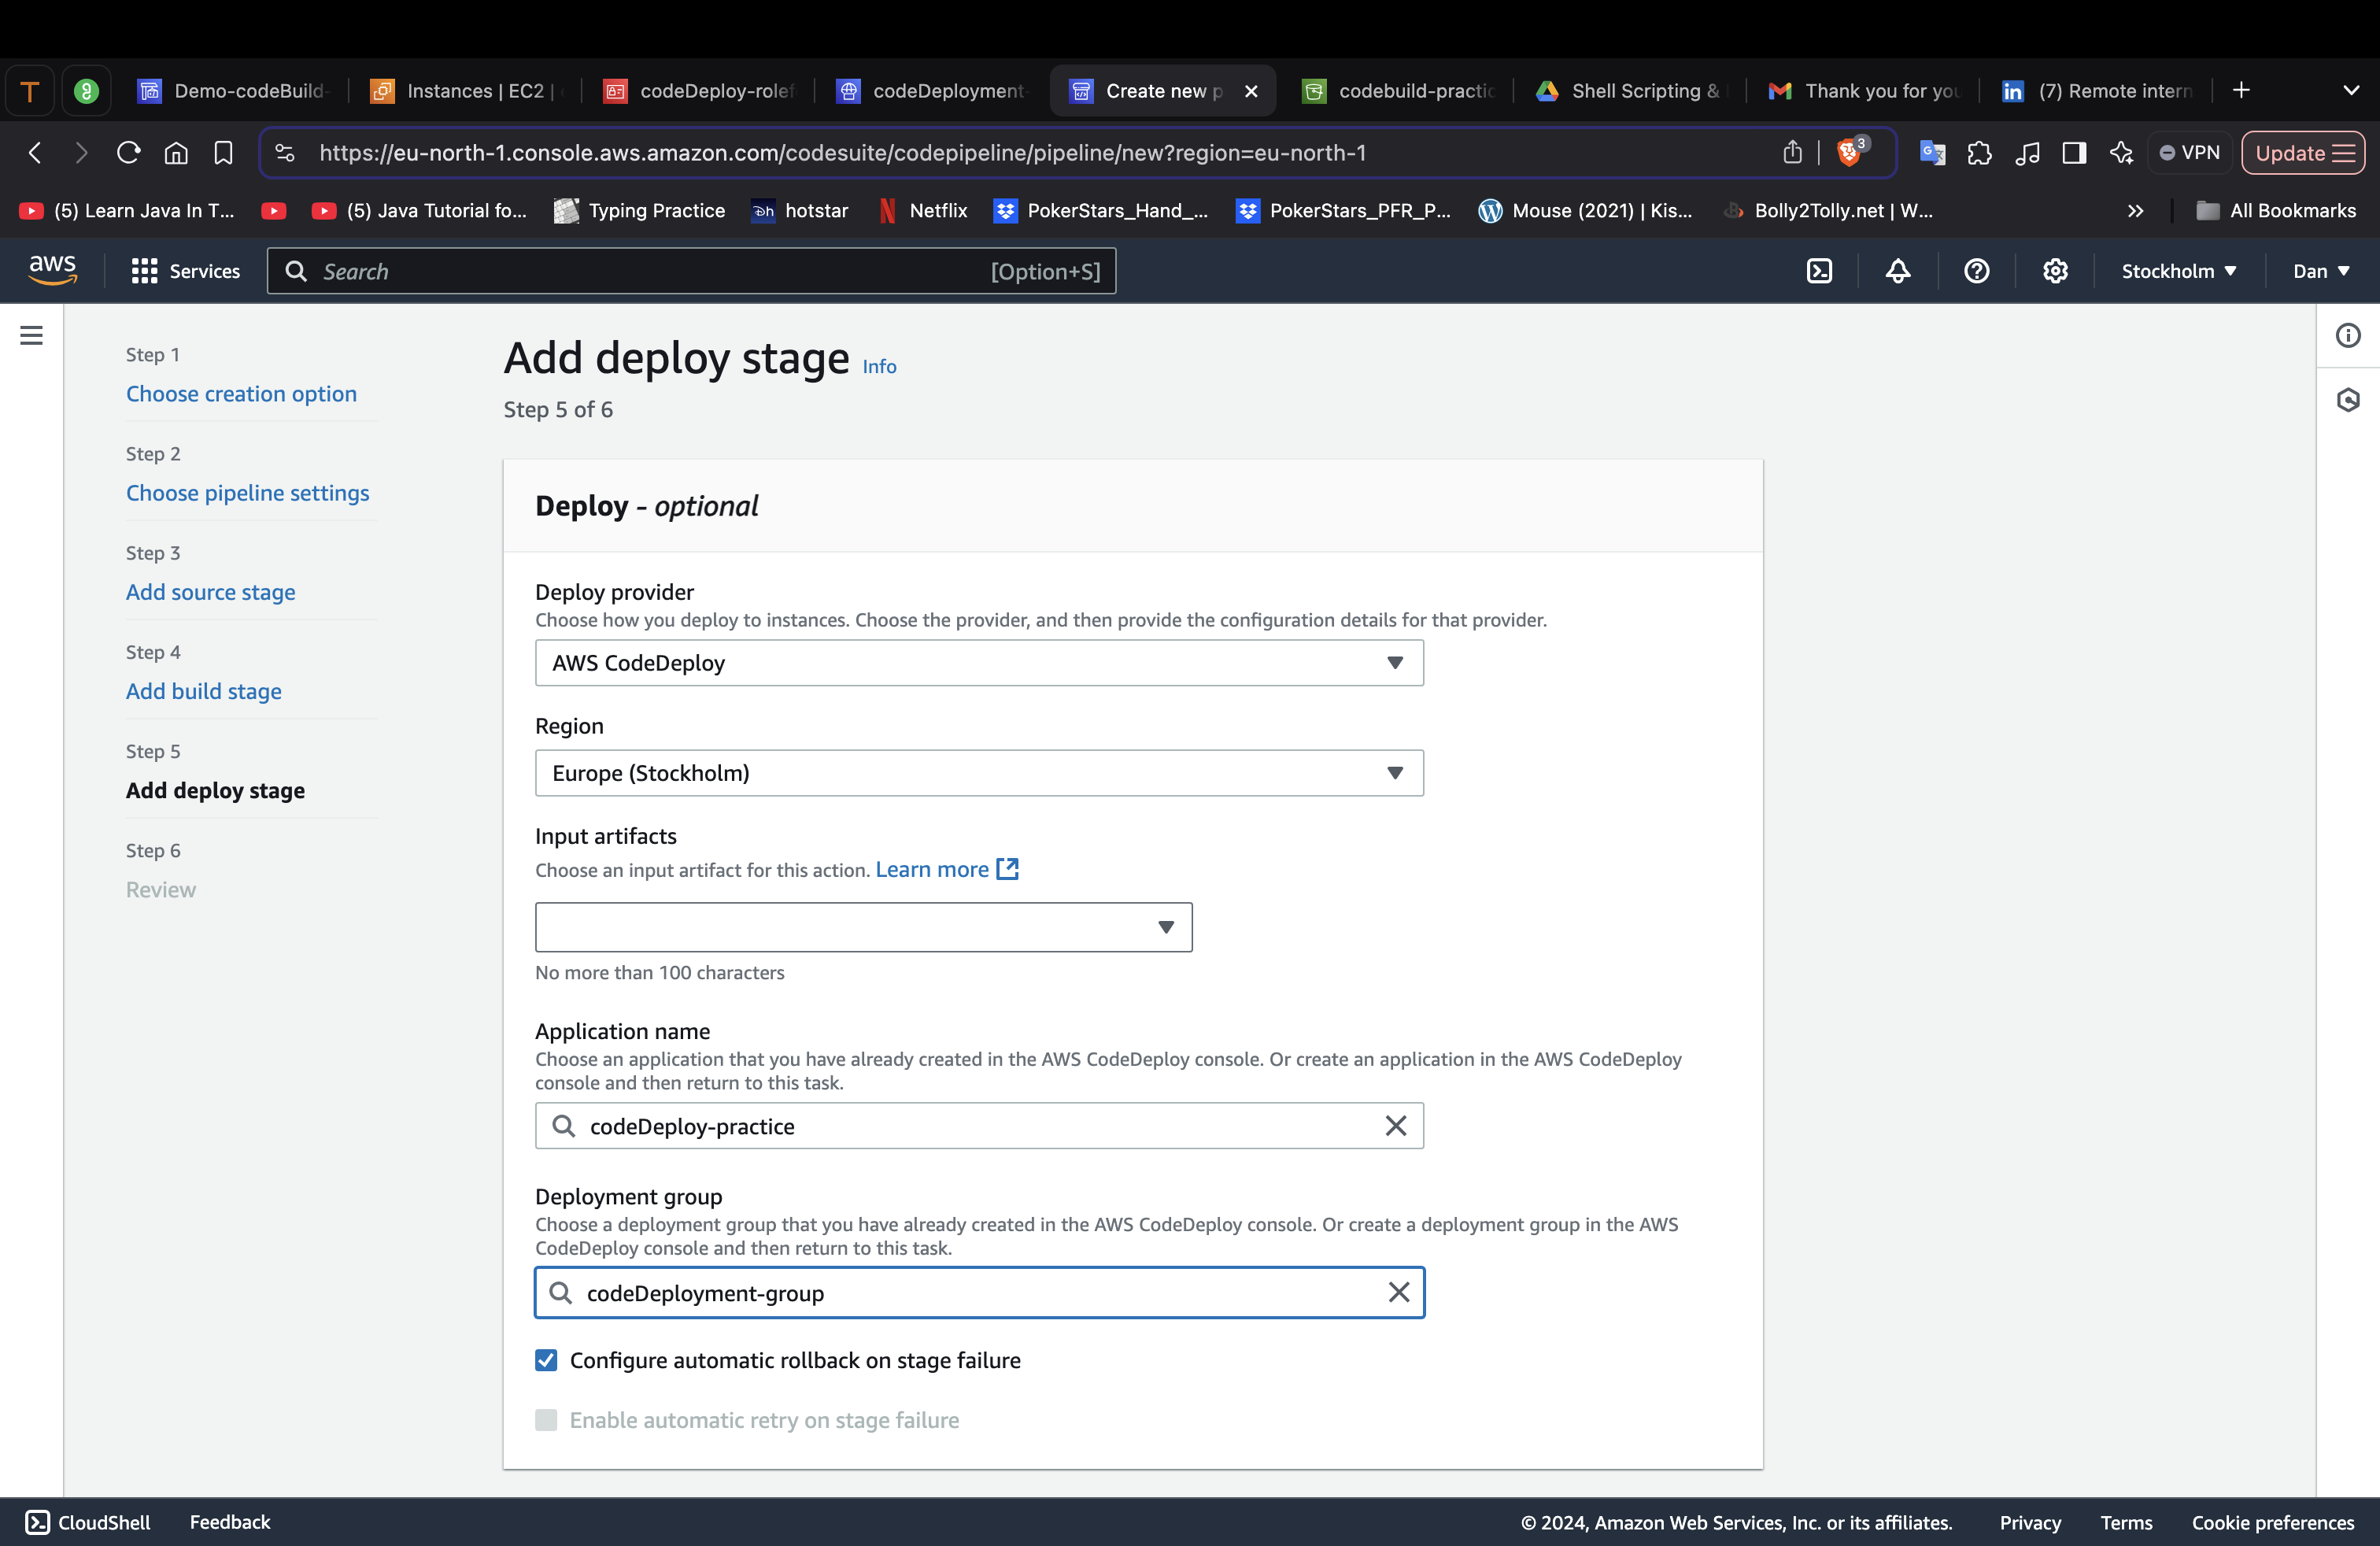 T
Demo-codeBuild-
Instances | EC2 |
codeDeploy-rolef
codeDeployment-
Create new p
codebuild-practic
Shell Scripting &
Thank you for you
(7) Remote intern
https://eu-north-1.console.aws.amazon.com/codesuite/codepipeline/pipeline/new?region=eu-north-1
3
VPN
Update
(5) Learn Java In T...
(5) Java Tutorial fo...
Typing Practice
hotstar
Netflix
PokerStars_Hand_...
PokerStars_PFR_P...
Mouse (2021) | Kis...
Bolly2Tolly.net | W...
All Bookmarks
aws
Services
Search
[Option+S]
Stockholm
Dan
Step 1
Choose creation option
Step 2
Choose pipeline settings
Step 3
Add source stage
Step 4
Add build stage
Step 5
Add deploy stage
Step 6
Review
Add deploy stage Info
Step 5 of 6
Deploy - optional
Deploy provider
Choose how you deploy to instances. Choose the provider, and then provide the configuration details for that provider.
AWS CodeDeploy
Region
Europe (Stockholm)
Input artifacts
Choose an input artifact for this action. Learn more
No more than 100 characters
Application name
Choose an application that you have already created in the AWS CodeDeploy console. Or create an application in the AWS CodeDeploy
console and then return to this task.
codeDeploy-practice
Deployment group
Choose a deployment group that you have already created in the AWS CodeDeploy console. Or create a deployment group in the AWS
CodeDeploy console and then return to this task.
codeDeployment-group
Configure automatic rollback on stage failure
Enable automatic retry on stage failure
CloudShell
Feedback
© 2024, Amazon Web Services, Inc. or its affiliates.
Privacy
Terms
Cookie preferences